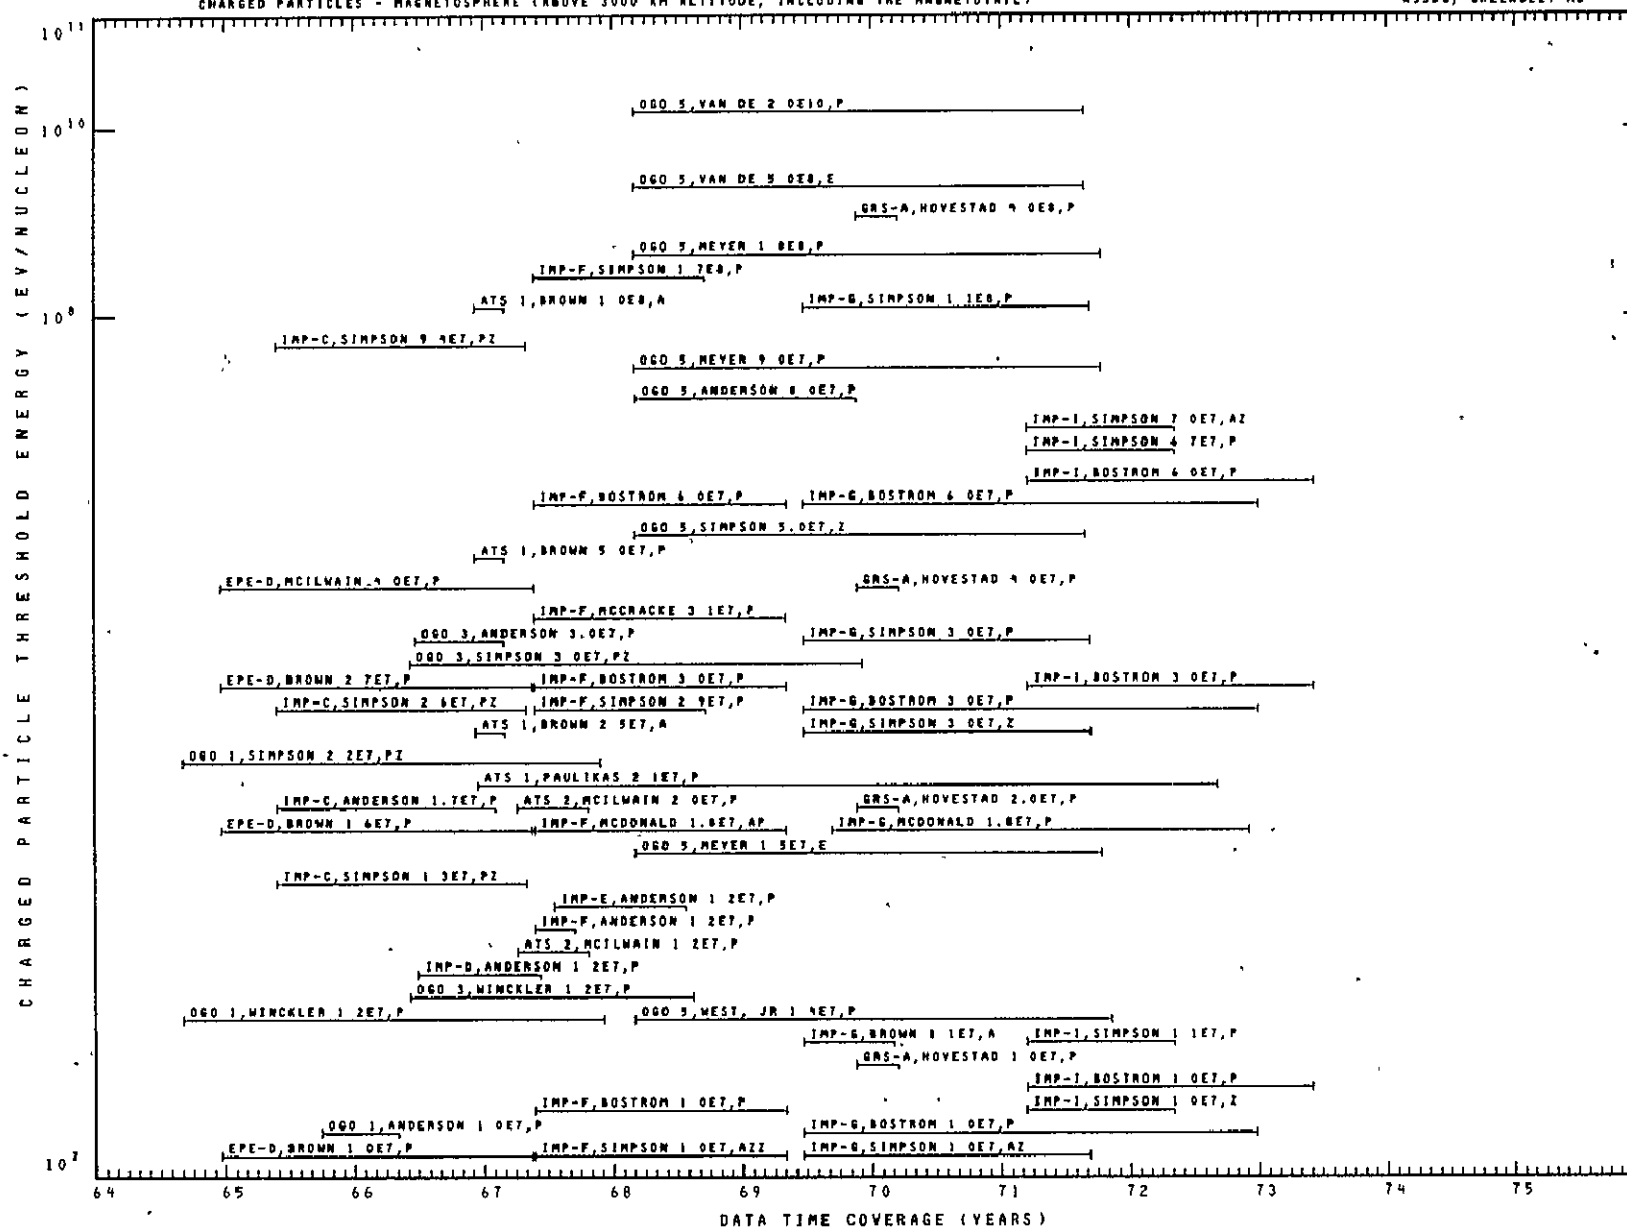 CHARGED PARTICLES - MAGNETOSPHERE (ABOVE 3000 KM ALTITUDE, INCLUDING THE MAGNETOTAIL)
GREENBELT MD
CHARGED PARTICLE THRESHOLD ENERGY (EV/NUCLEON)
10^11
OGO 5,VAN DE 2 0E10,P
10^10
OGO 5,VAN DE 5 0E8,E
GRS-A,HOVESTAD 4 0E8,P
OGO 5,MEYER 1 8E8,P
IMP-F,SIMPSON 1 7E8,P
ATS 1,BROWN 1 0E8,A
IMP-G,SIMPSON 1 1E8,P
10^8
IMP-C,SIMPSON 9 4E7,PZ
OGO 5,MEYER 9 0E7,P
OGO 5,ANDERSON 8 0E7,P
IMP-I,SIMPSON 7 0E7,AZ
IMP-I,SIMPSON 6 7E7,P
IMP-I,BOSTROM 6 0E7,P
IMP-F,BOSTROM 6 0E7,P
IMP-G,BOSTROM 6 0E7,P
OGO 5,SIMPSON 5.0E7,Z
ATS 1,BROWN 5 0E7,P
EPE-D,MCILWAIN 4 0E7,P
GRS-A,HOVESTAD 4 0E7,P
IMP-F,MCCRACKE 3 1E7,P
OGO 3,ANDERSON 3.0E7,P
IMP-G,SIMPSON 3 0E7,P
OGO 3,SIMPSON 3 0E7,PZ
EPE-D,BROWN 2 7E7,P
IMP-F,BOSTROM 3 0E7,P
IMP-I,BOSTROM 3 0E7,P
IMP-C,SIMPSON 2 6E7,PZ
IMP-F,SIMPSON 2 9E7,P
IMP-G,BOSTROM 3 0E7,P
ATS 1,BROWN 2 5E7,A
IMP-G,SIMPSON 3 0E7,Z
OGO 1,SIMPSON 2 2E7,PZ
ATS 1,PAULIKAS 2 1E7,P
IMP-C,ANDERSON 1.7E7,P
ATS 2,MCILWAIN 2 0E7,P
GRS-A,HOVESTAD 2.0E7,P
EPE-D,BROWN 1 6E7,P
IMP-F,MCDONALD 1.8E7,AP
IMP-G,MCDONALD 1.8E7,P
OGO 5,MEYER 1 5E7,E
IMP-C,SIMPSON 1 3E7,PZ
IMP-E,ANDERSON 1 2E7,P
IMP-F,ANDERSON 1 2E7,P
ATS 2,MCILWAIN 1 2E7,P
IMP-D,ANDERSON 1 2E7,P
OGO 3,WINCKLER 1 2E7,P
OGO 1,WINCKLER 1 2E7,P
OGO 5,WEST, JR 1 4E7,P
IMP-G,BROWN 1E7,A
IMP-I,SIMPSON 1 1E7,P
GRS-A,HOVESTAD 1 0E7,P
IMP-I,BOSTROM 1 0E7,P
IMP-F,BOSTROM 1 0E7,P
IMP-I,SIMPSON 1 0E7,Z
OGO 1,ANDERSON 1 0E7,P
IMP-G,BOSTROM 1 0E7,P
EPE-D,BROWN 1 0E7,P
IMP-F,SIMPSON 1 0E7,AZZ
IMP-G,SIMPSON 1 0E7,AZ
10^7
64 65 66 67 68 69 70 71 72 73 74 75
DATA TIME COVERAGE (YEARS)